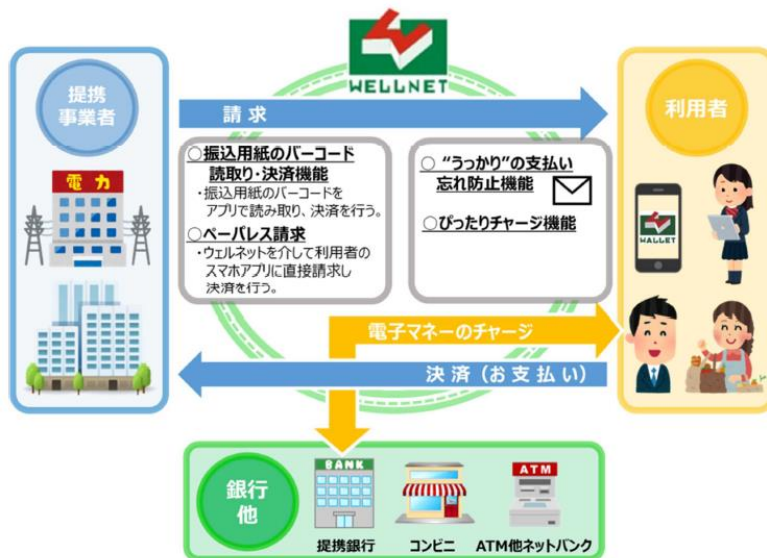 WELLNET
提携
事業者
請求
利用者
○振込用紙のバーコード
読取り・決済機能
・振込用紙のバーコードを
アプリで読み取り、決済を行う。
○ペーパレス請求
・ウェルネットを介して利用者の
スマホアプリに直接請求し
決済を行う。
○ “うっかり”の支払い
忘れ防止機能
○ぴったりチャージ機能
電力
WALLET
電子マネーのチャージ
決済（お支払い）
銀行
他
BANK
提携銀行
コンビニ
ATM
ATM他ネットバンク